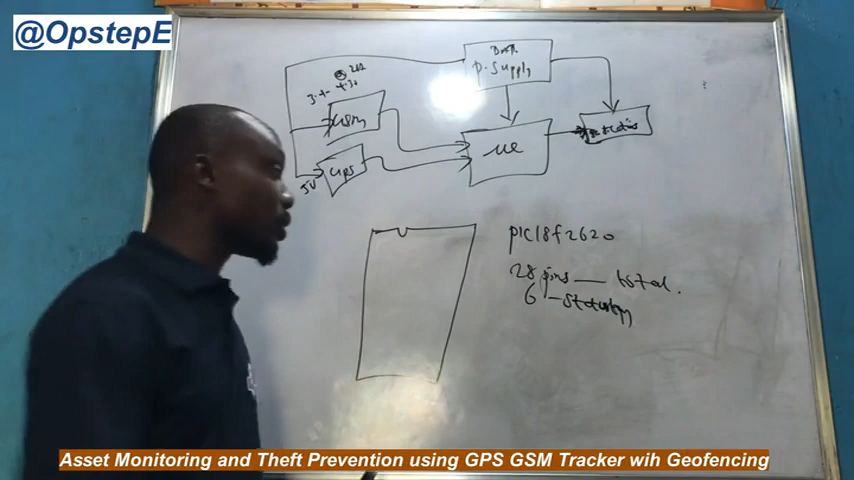 @OpstepE
P. Supply
GSM
5V
GPS
uc
PIC18f2620
28 pins — total.
6 —
Asset Monitoring and Theft Prevention using GPS GSM Tracker wih Geofencing